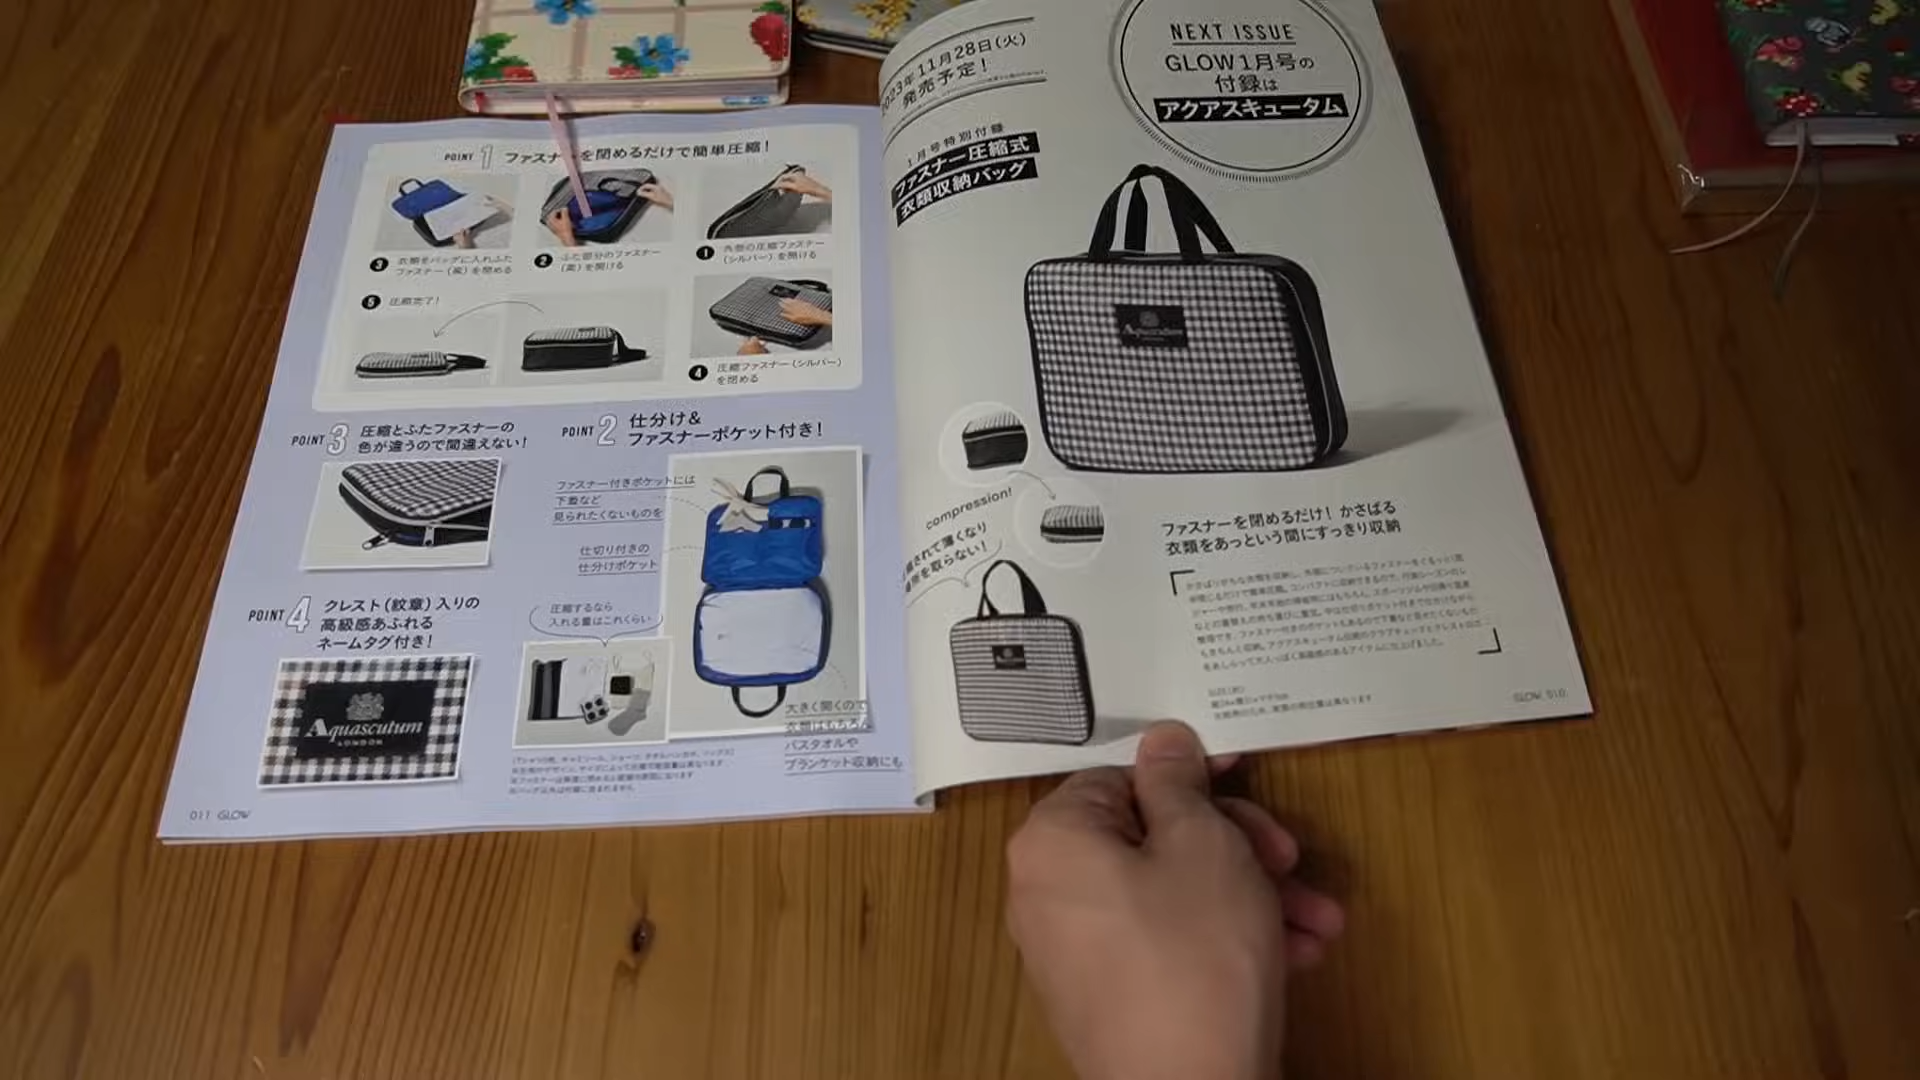 NEXT ISSUE
GLOW1月号の
付録は
アクアスキュータム
2023年11月28日(火)
発売予定!
1月号特別付録
ファスナー圧縮式
衣類収納バッグ
Aquascutum
compression!
ファスナーを閉めるだけ! かさばる
衣類をあっという間にすっきり収納
GLOW 010
POINT 1 ファスナーを閉めるだけで簡単圧縮!
1 外側の圧縮ファスナー
(シルバー)を開ける
2 ふた部分のファスナー
(黒)を開ける
3 衣類をバッグに入れふた
ファスナー(黒)を閉める
4 圧縮ファスナー(シルバー)
を閉める
5 圧縮完了!
POINT 2 仕分け&
ファスナーポケット付き!
ファスナー付きポケットには
下着など
見られたくないものを
仕切り付きの
仕分けポケット
圧縮するなら
入れる量はこれくらい
大きく開くので
衣類はもちろん
バスタオルや
ブランケット収納にも
POINT 3 圧縮とふたファスナーの
色が違うので間違えない!
POINT 4 クレスト(紋章)入りの
高級感あふれる
ネームタグ付き!
Aquascutum
LONDON
011 GLOW